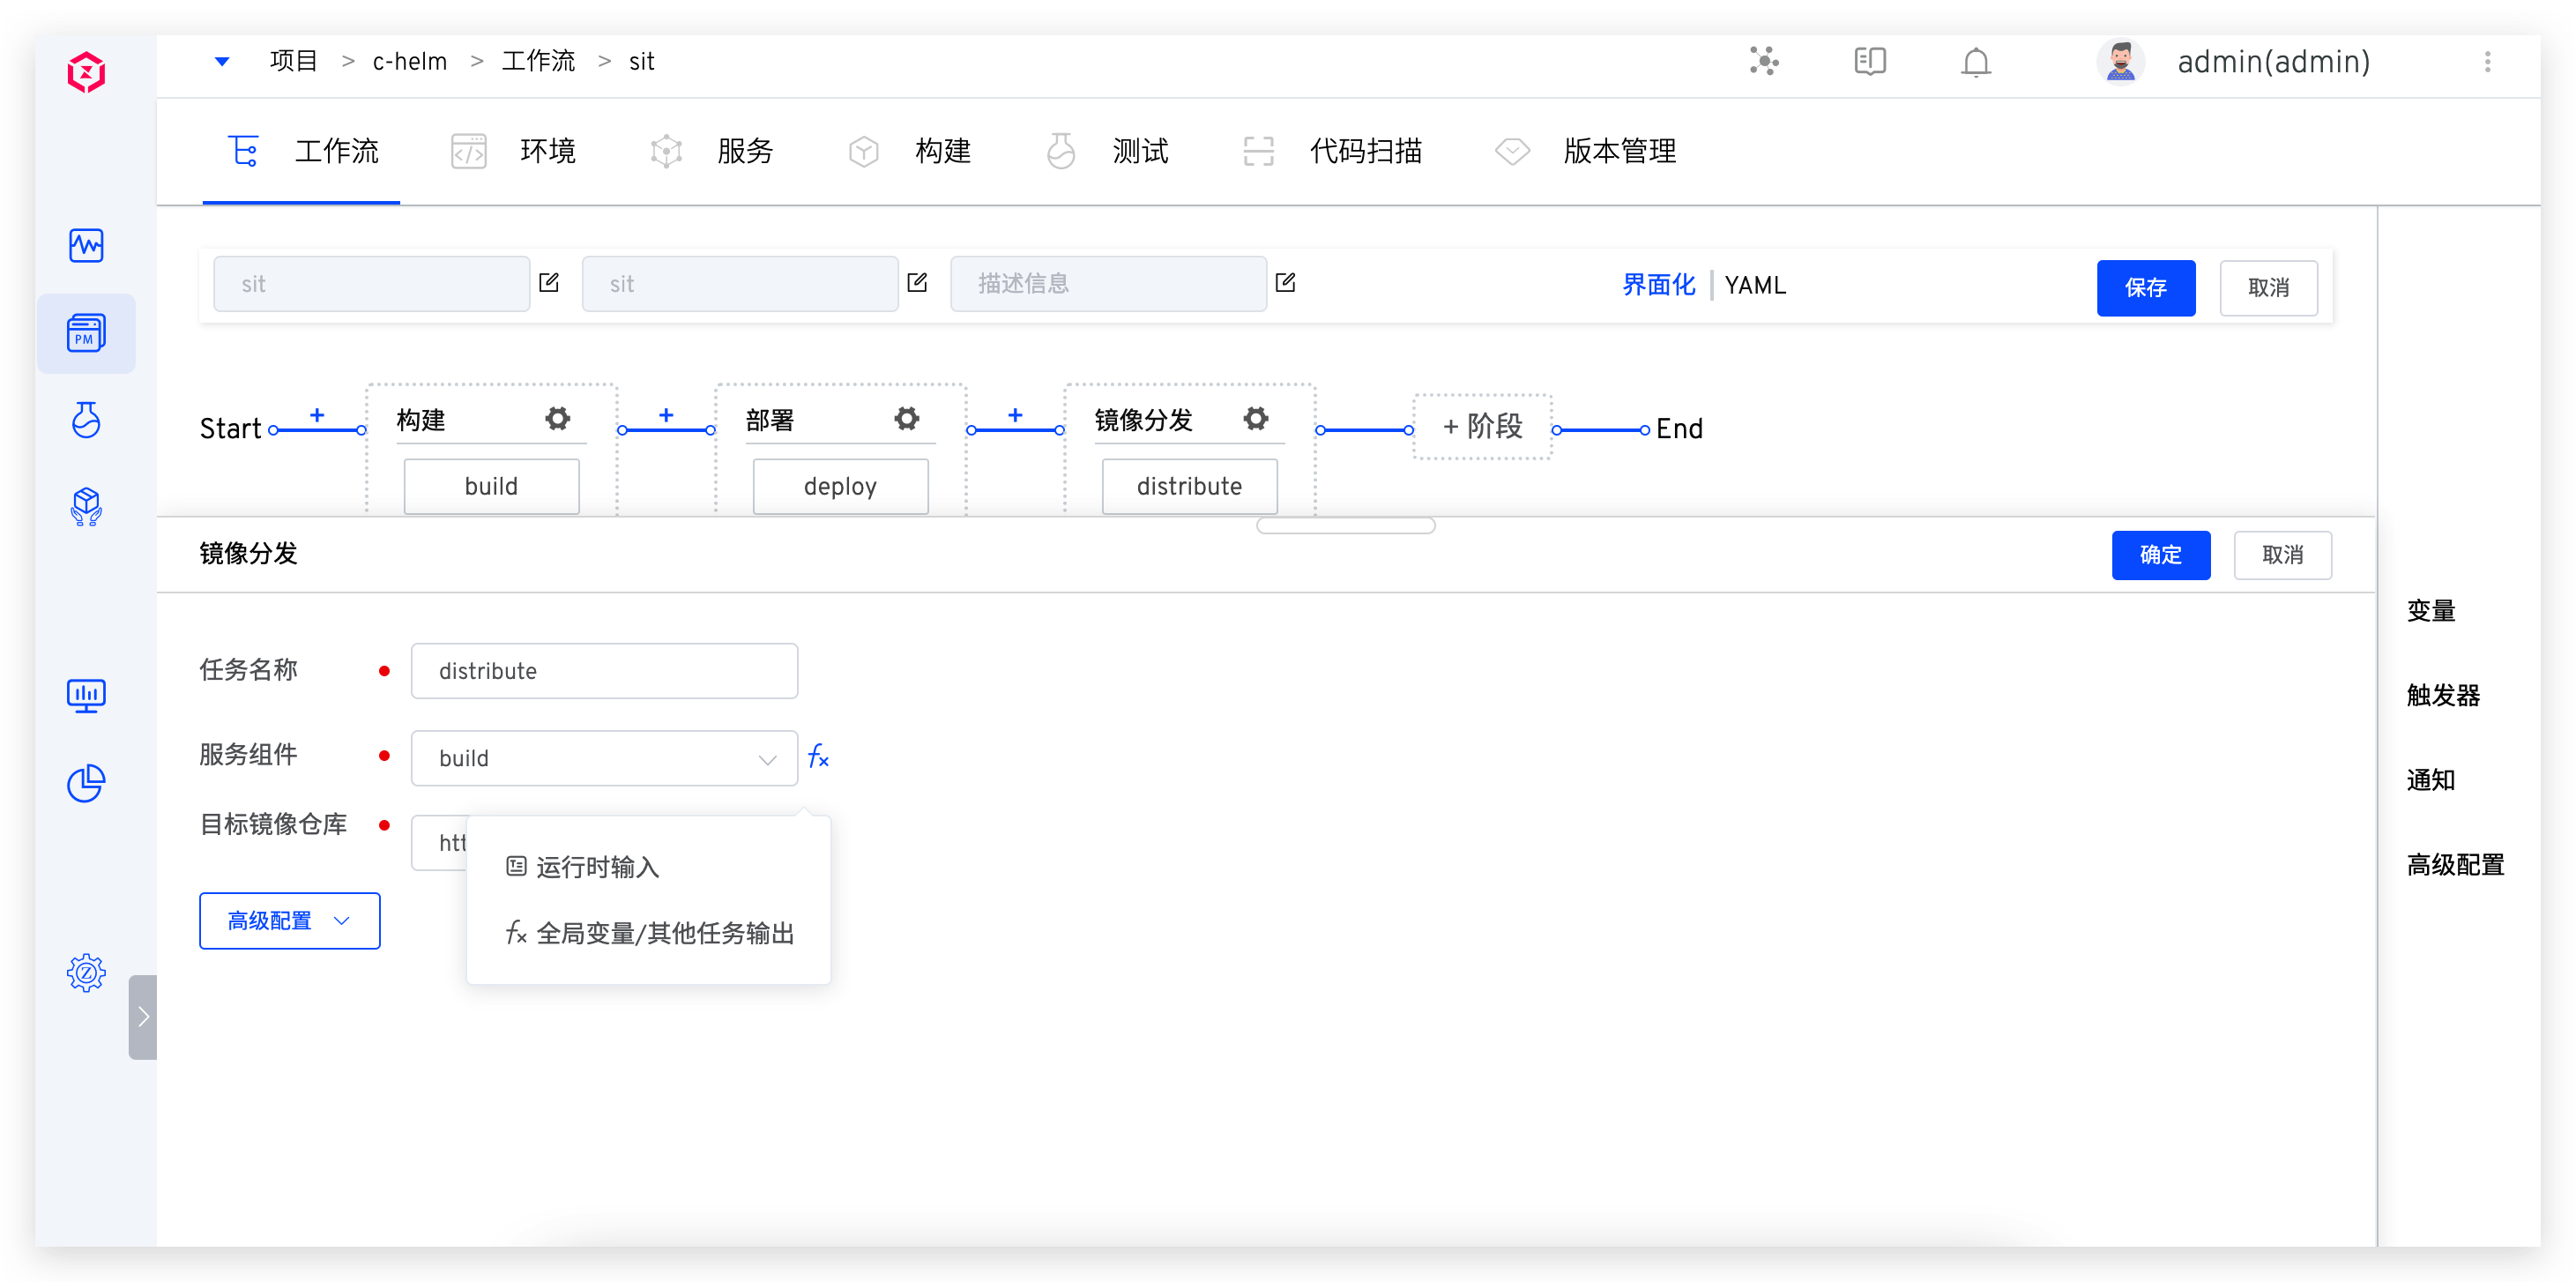 项目 > c-helm > 工作流 > sit
admin(admin)
工作流 环境 服务 构建 测试 代码扫描 版本管理
PM
sit sit 描述信息 界面化 YAML 保存 取消
Start 构建 部署 镜像分发 + 阶段 End
build deploy distribute
镜像分发 确定 取消
任务名称 distribute
服务组件 build
目标镜像仓库 htt
运行时输入
全局变量/其他任务输出
高级配置
变量
触发器
通知
高级配置